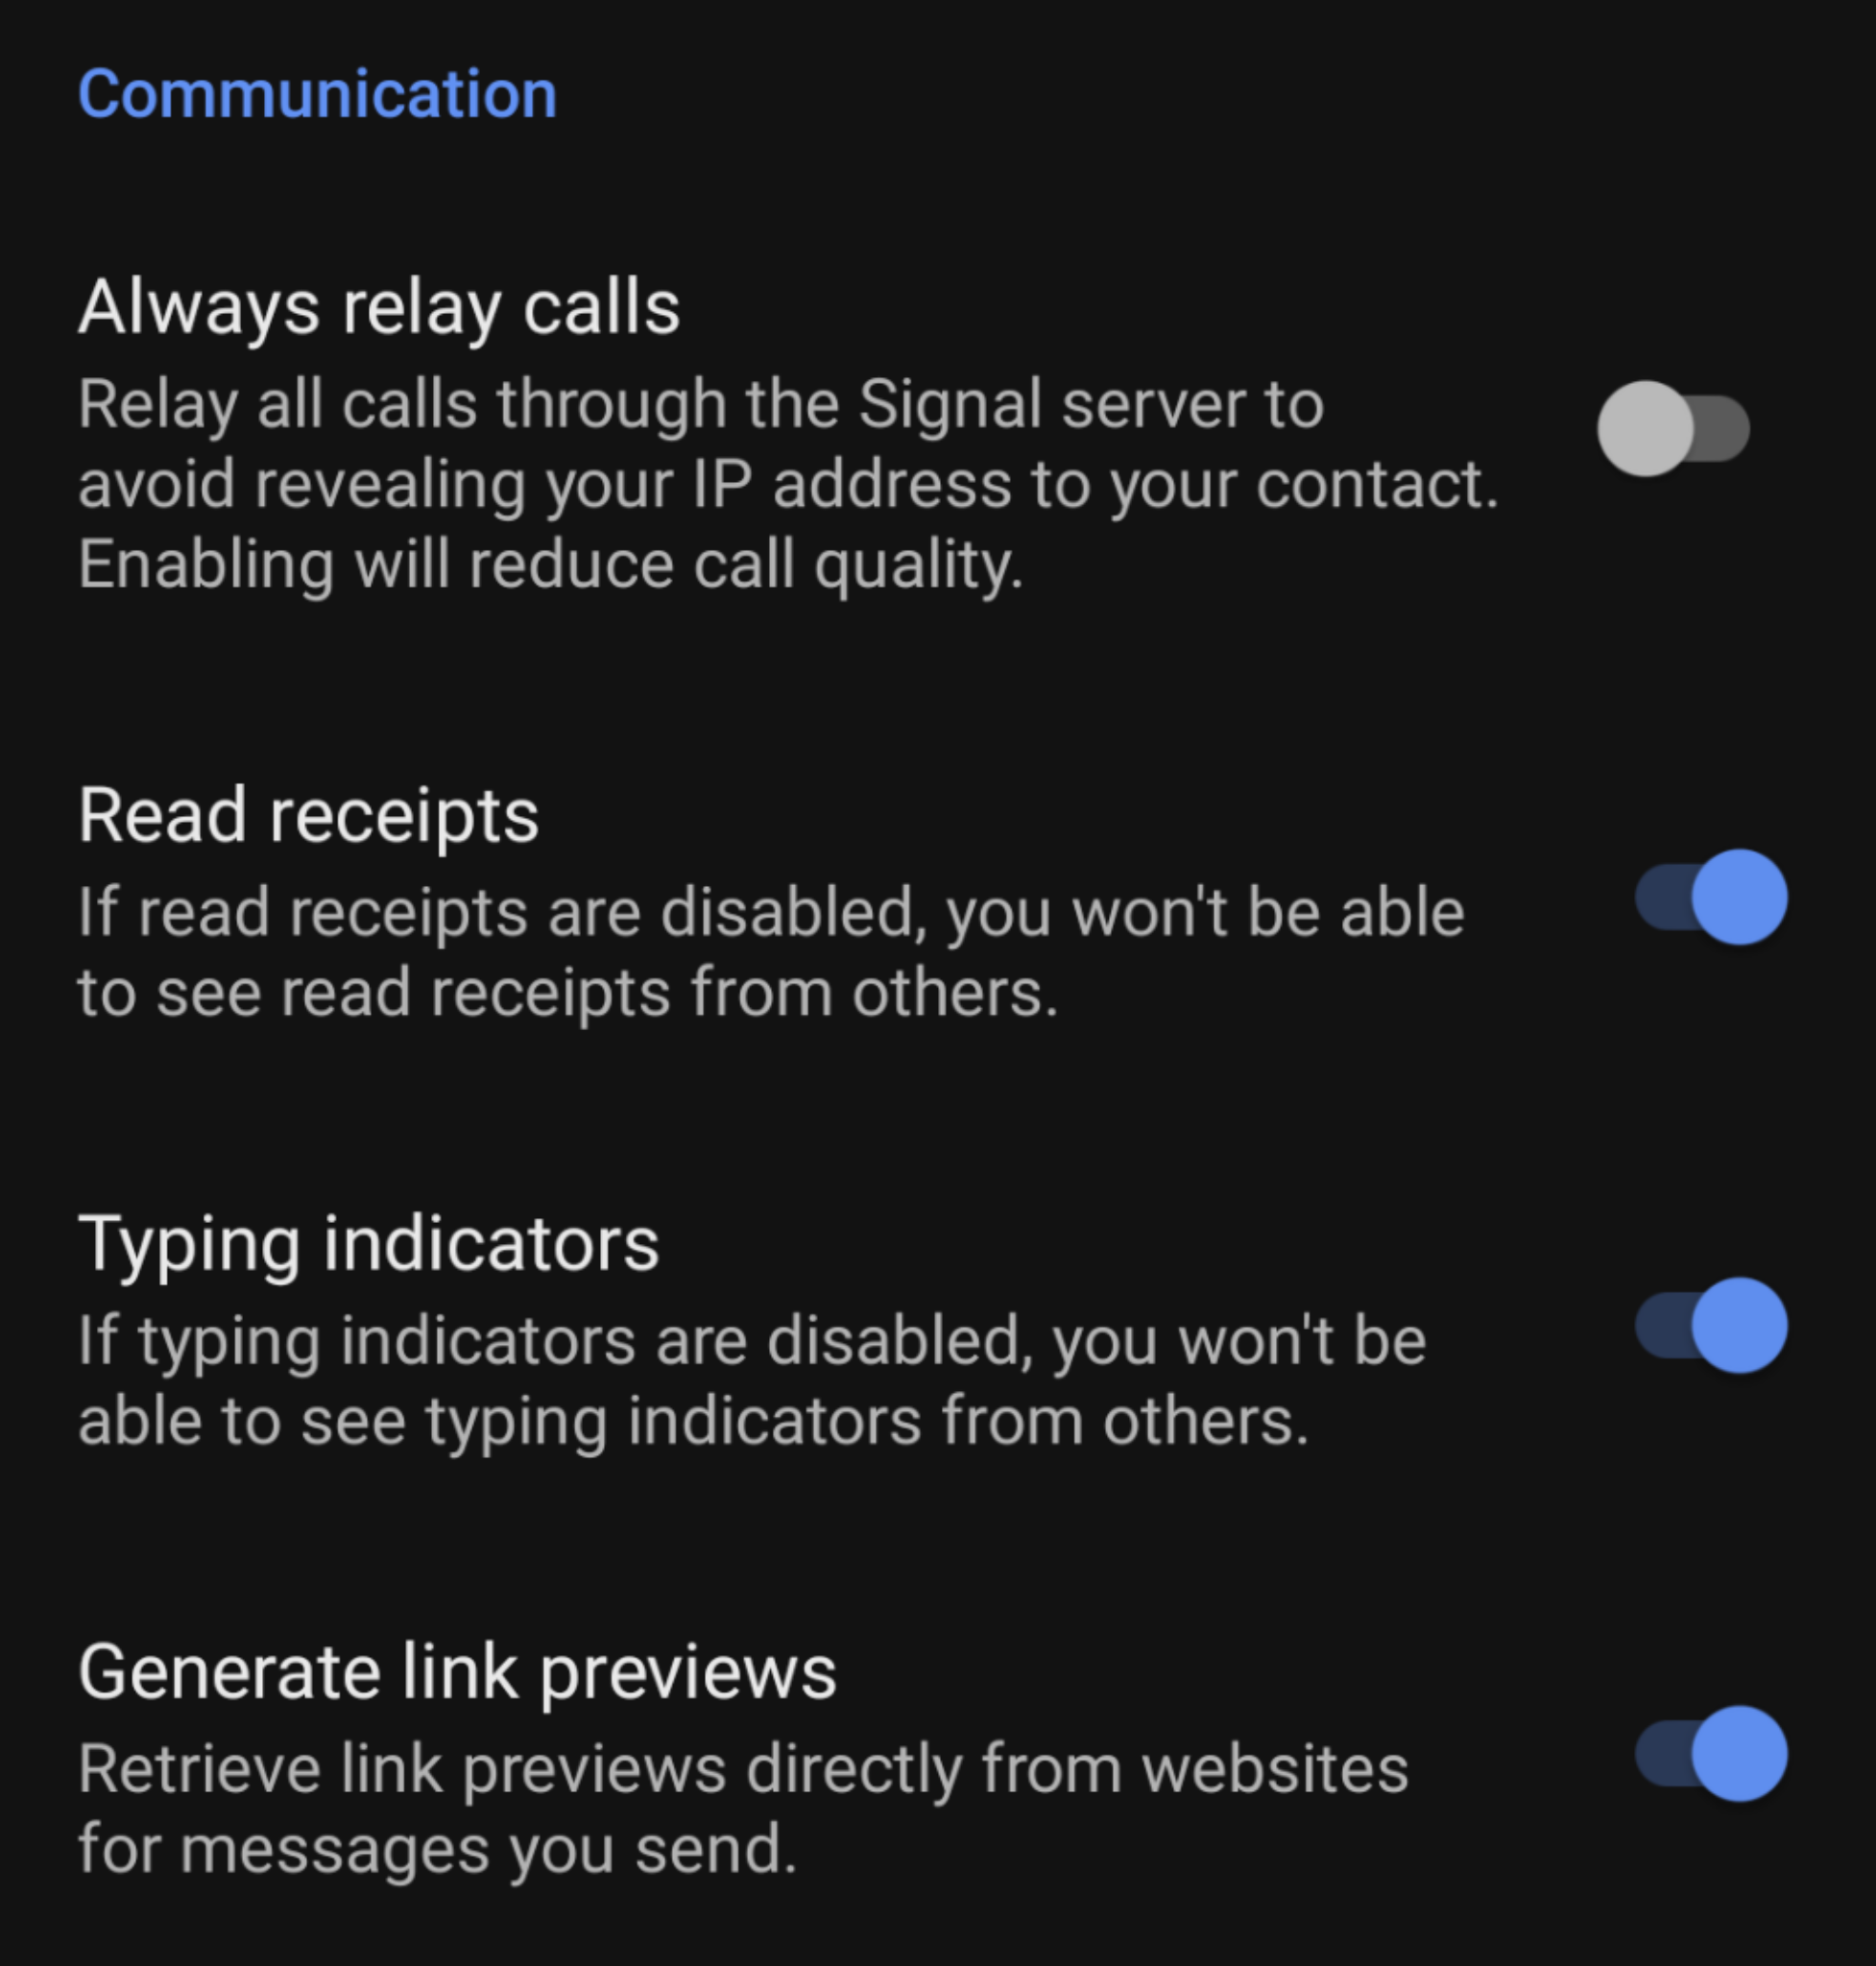 Communication
Always relay calls
Relay all calls through the Signal server to
avoid revealing your IP address to your contact.
Enabling will reduce call quality.
Read receipts
If read receipts are disabled, you won't be able
to see read receipts from others.
Typing indicators
If typing indicators are disabled, you won't be
able to see typing indicators from others.
Generate link previews
Retrieve link previews directly from websites
for messages you send.